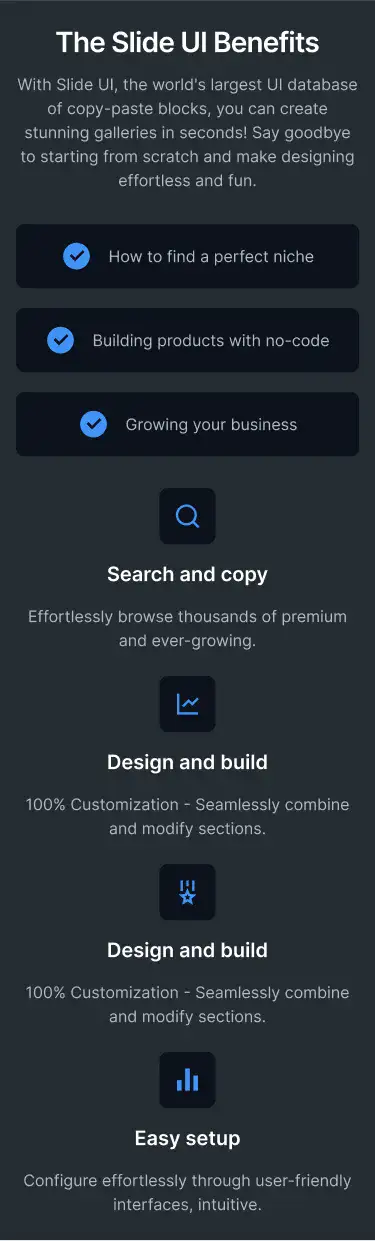 The Slide UI Benefits
With Slide UI, the world's largest UI database
of copy-paste blocks, you can create
stunning galleries in seconds! Say goodbye
to starting from scratch and make designing
effortless and fun.
How to find a perfect niche
Building products with no-code
Growing your business
Search and copy
Effortlessly browse thousands of premium
and ever-growing.
Design and build
100% Customization - Seamlessly combine
and modify sections.
Design and build
100% Customization - Seamlessly combine
and modify sections.
Easy setup
Configure effortlessly through user-friendly
interfaces, intuitive.